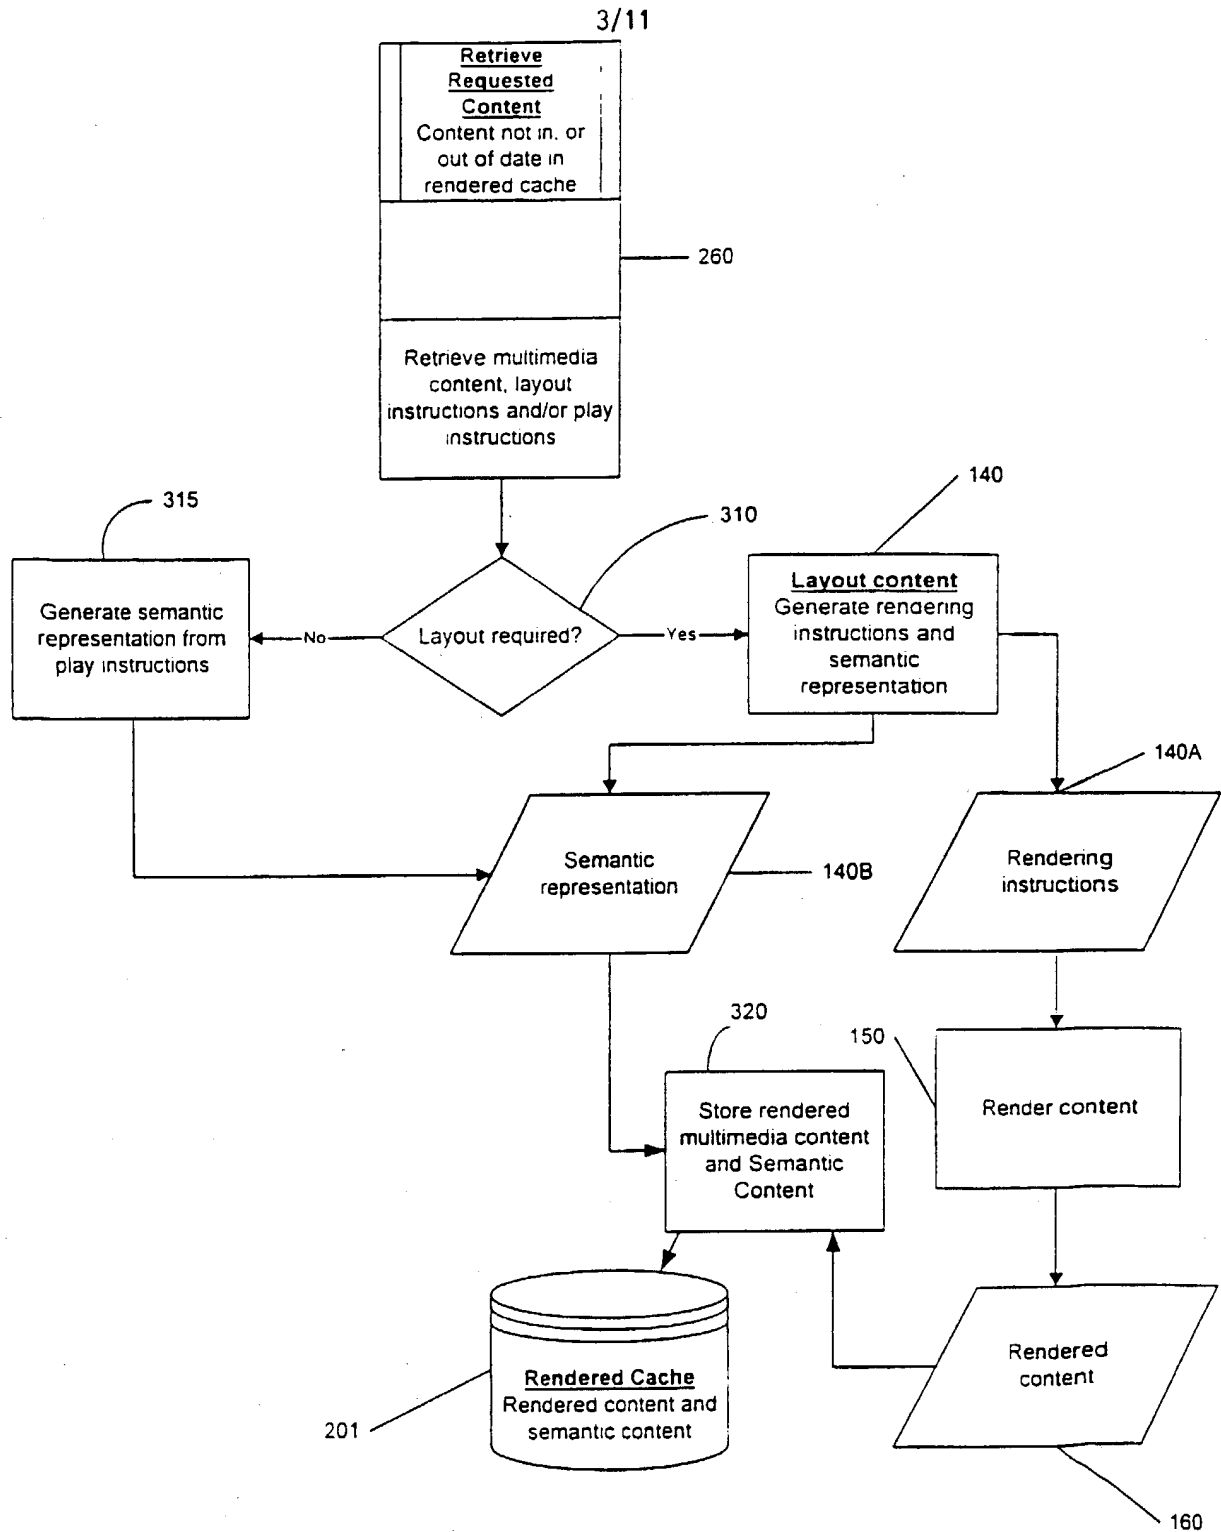 3/11
Retrieve
Requested
Content
Content not in, or
out of date in
rendered cache
260
Retrieve multimedia
content, layout
instructions and/or play
instructions
315
310
140
Generate semantic
representation from
play instructions
No
Layout required?
Yes
Layout content
Generate rendering
instructions and
semantic
representation
140A
Semantic
representation
140B
Rendering
instructions
320
150
Store rendered
multimedia content
and Semantic
Content
Render content
Rendered Cache
Rendered content and
semantic content
201
Rendered
content
160